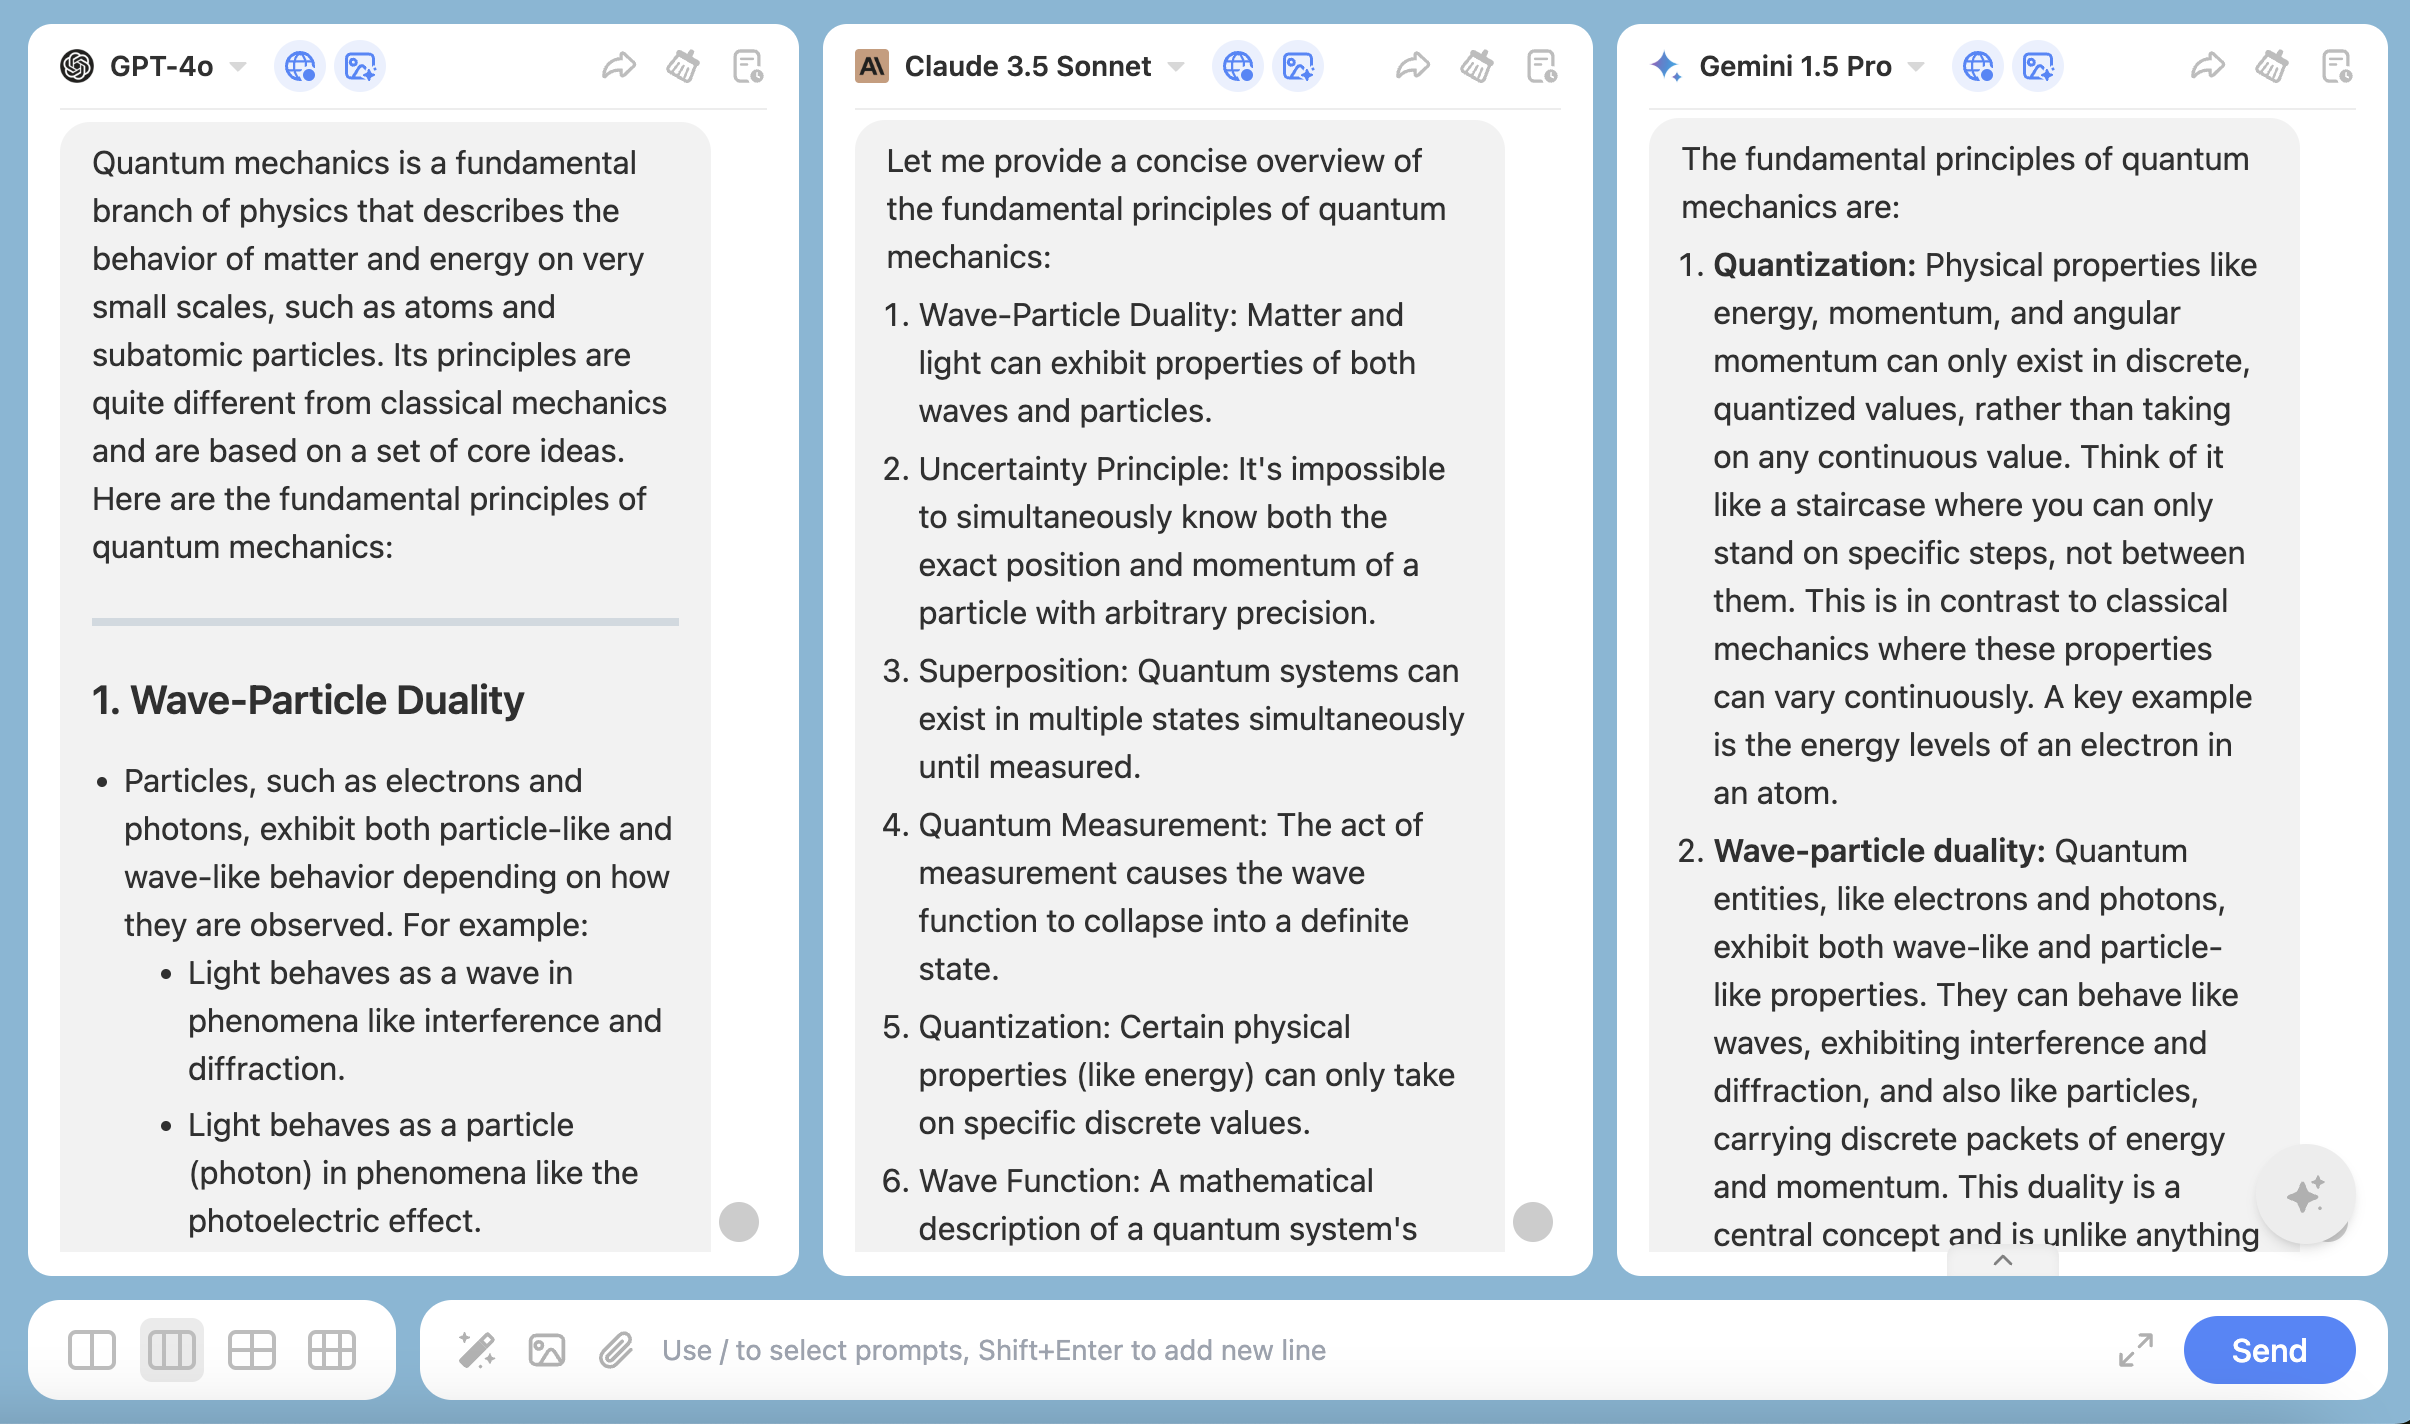 GPT-4o
Quantum mechanics is a fundamental
branch of physics that describes the
behavior of matter and energy on very
small scales, such as atoms and
subatomic particles. Its principles are
quite different from classical mechanics
and are based on a set of core ideas.
Here are the fundamental principles of
quantum mechanics:
1. Wave-Particle Duality
• Particles, such as electrons and
photons, exhibit both particle-like and
wave-like behavior depending on how
they are observed. For example:
• Light behaves as a wave in
phenomena like interference and
diffraction.
• Light behaves as a particle
(photon) in phenomena like the
photoelectric effect.
Claude 3.5 Sonnet
Let me provide a concise overview of
the fundamental principles of quantum
mechanics:
1. Wave-Particle Duality: Matter and
light can exhibit properties of both
waves and particles.
2. Uncertainty Principle: It's impossible
to simultaneously know both the
exact position and momentum of a
particle with arbitrary precision.
3. Superposition: Quantum systems can
exist in multiple states simultaneously
until measured.
4. Quantum Measurement: The act of
measurement causes the wave
function to collapse into a definite
state.
5. Quantization: Certain physical
properties (like energy) can only take
on specific discrete values.
6. Wave Function: A mathematical
description of a quantum system's
Gemini 1.5 Pro
The fundamental principles of quantum
mechanics are:
1. Quantization: Physical properties like
energy, momentum, and angular
momentum can only exist in discrete,
quantized values, rather than taking
on any continuous value. Think of it
like a staircase where you can only
stand on specific steps, not between
them. This is in contrast to classical
mechanics where these properties
can vary continuously. A key example
is the energy levels of an electron in
an atom.
2. Wave-particle duality: Quantum
entities, like electrons and photons,
exhibit both wave-like and particle-
like properties. They can behave like
waves, exhibiting interference and
diffraction, and also like particles,
carrying discrete packets of energy
and momentum. This duality is a
central concept and is unlike anything
Use / to select prompts, Shift+Enter to add new line
Send